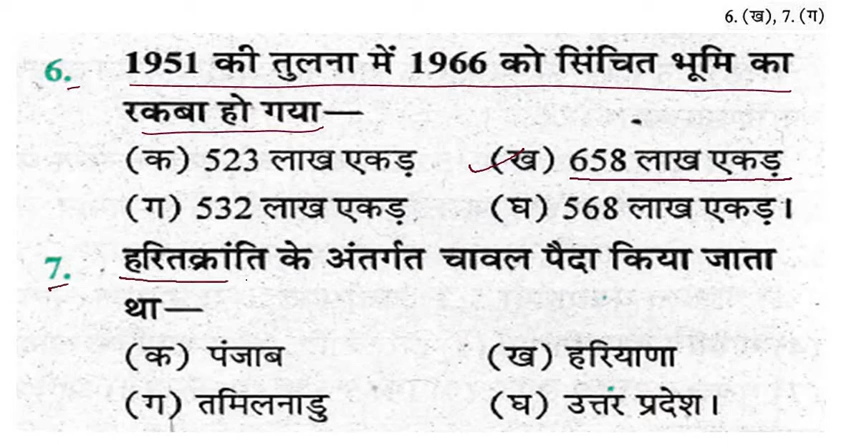 6. (ख), 7. (ग)
6. 1951 की तुलना में 1966 को सिंचित भूमि का
रकबा हो गया—
(क) 523 लाख एकड़ (ख) 658 लाख एकड़
(ग) 532 लाख एकड़ (घ) 568 लाख एकड़।
7. हरितक्रांति के अंतर्गत चावल पैदा किया जाता
था—
(क) पंजाब (ख) हरियाणा
(ग) तमिलनाडु (घ) उत्तर प्रदेश।